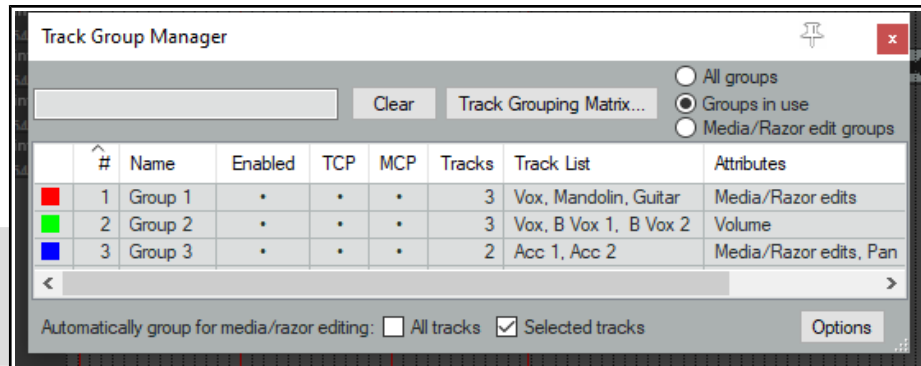 Track Group Manager
x
All groups
Clear Track Grouping Matrix... Groups in use
Media/Razor edit groups
# Name Enabled TCP MCP Tracks Track List Attributes
1 Group 1 • • • 3 Vox, Mandolin, Guitar Media/Razor edits
2 Group 2 • • • 3 Vox, B Vox 1, B Vox 2 Volume
3 Group 3 • • • 2 Acc 1, Acc 2 Media/Razor edits, Pan
Automatically group for media/razor editing: All tracks Selected tracks Options